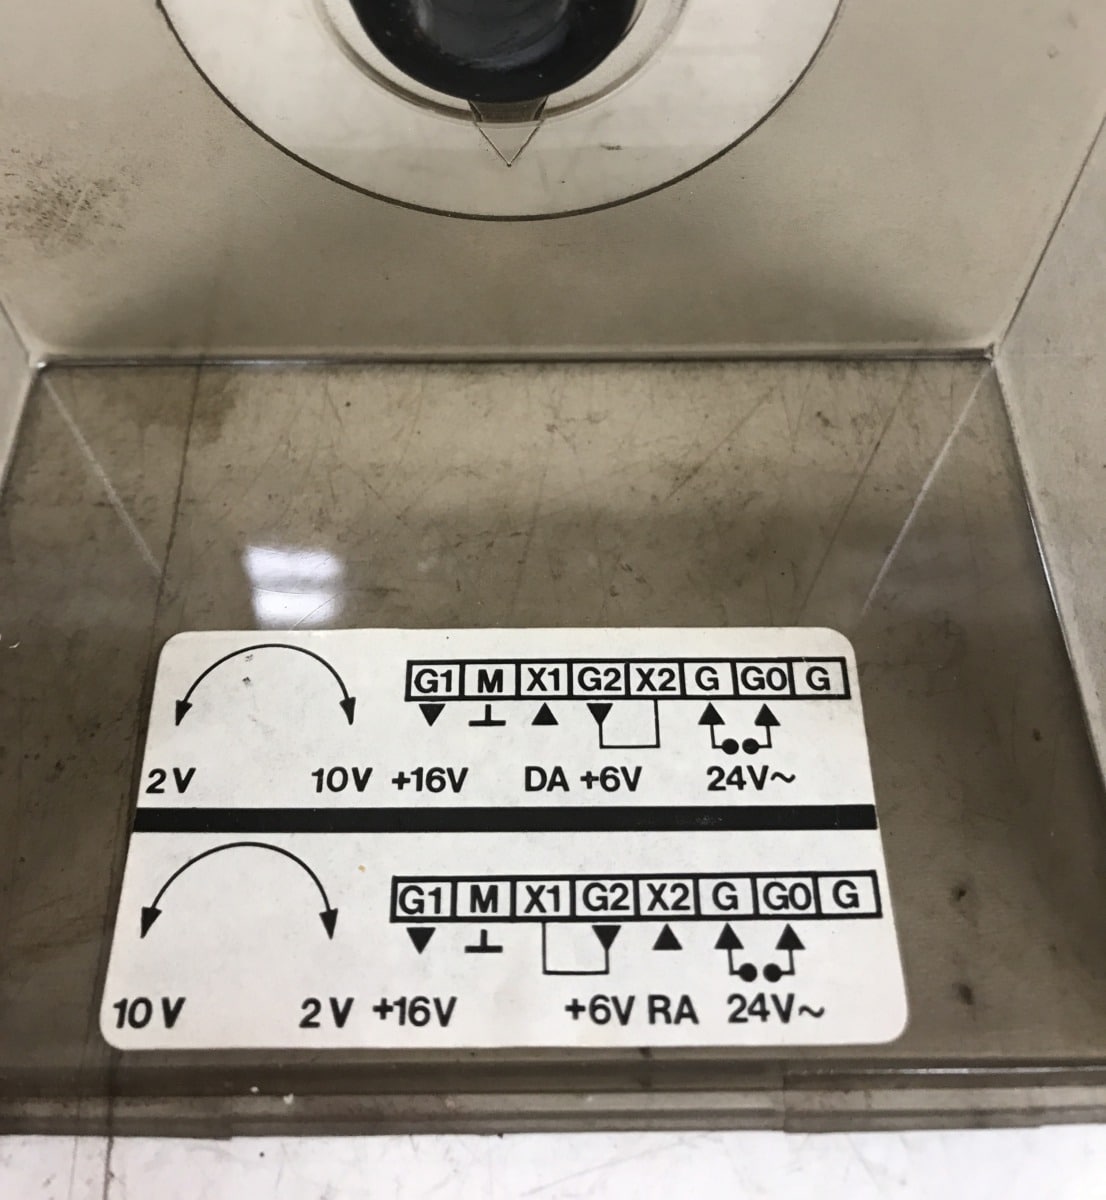 G1 M X1 G2 X2 G G0 G
2V 10V +16V DA +6V 24V~
G1 M X1 G2 X2 G G0 G
10V 2V +16V +6V RA 24V~